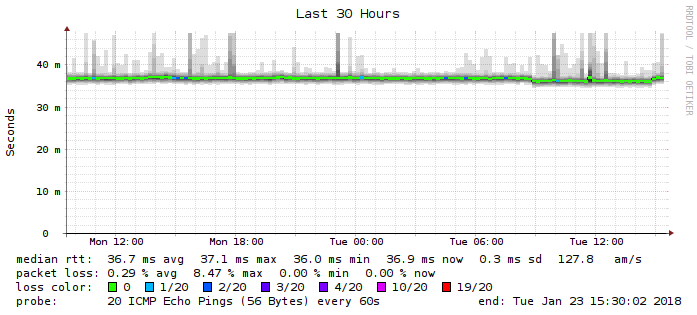 Last 30 Hours
RRDTOOL / TOBI OETIKER
Seconds
40 m
30 m
20 m
10 m
0
Mon 12:00 Mon 18:00 Tue 00:00 Tue 06:00 Tue 12:00
median rtt: 36.7 ms avg 37.1 ms max 36.0 ms min 36.9 ms now 0.3 ms sd 127.8 am/s
packet loss: 0.29 % avg 8.47 % max 0.00 % min 0.00 % now
loss color: 0 1/20 2/20 3/20 4/20 10/20 19/20
probe: 20 ICMP Echo Pings (56 Bytes) every 60s end: Tue Jan 23 15:30:02 2018